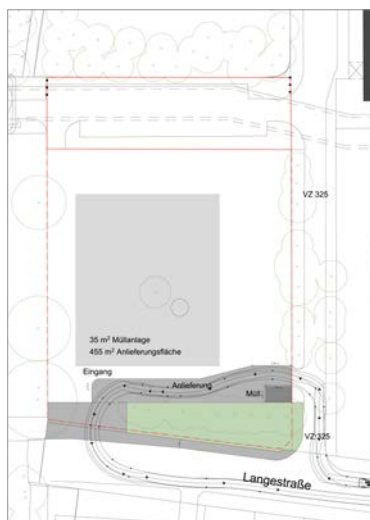 VZ 325
35 m² Müllanlage
455 m² Anlieferungsfläche
Eingang
Anlieferung
Müll
VZ 325
Langestraße